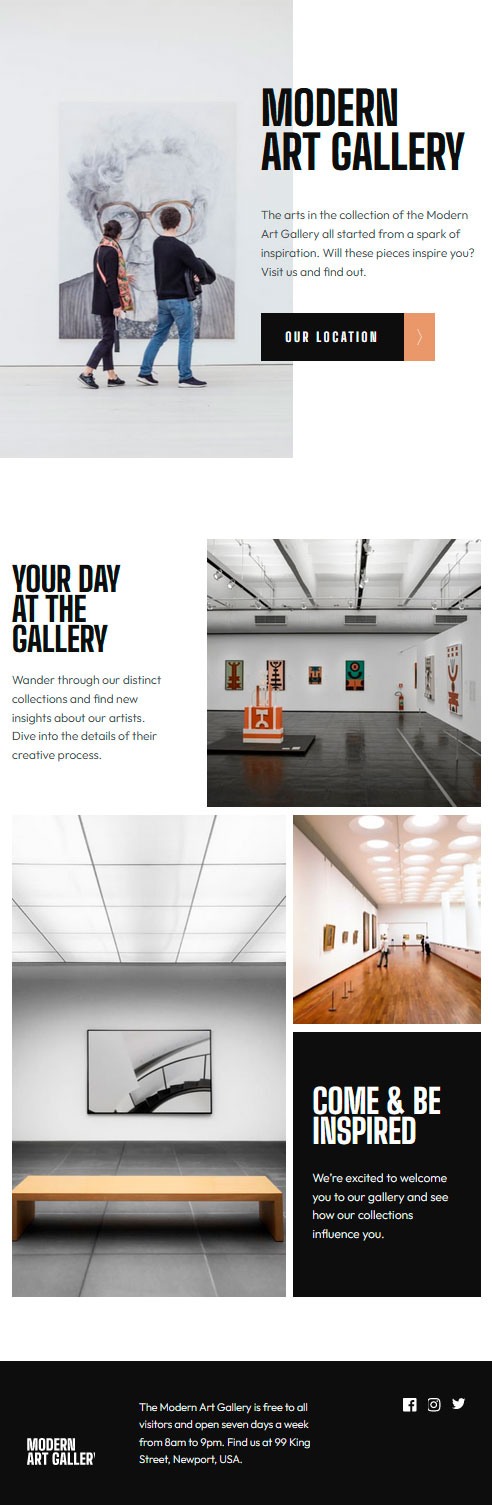 MODERN
ART GALLERY
The arts in the collection of the Modern
Art Gallery all started from a spark of
inspiration. Will these pieces inspire you?
Visit us and find out.
OUR LOCATION
YOUR DAY
AT THE
GALLERY
Wander through our distinct
collections and find new
insights about our artists.
Dive into the details of their
creative process.
COME & BE
INSPIRED
We're excited to welcome
you to our gallery and see
how our collections
influence you.
The Modern Art Gallery is free to all
visitors and open seven days a week
from 8am to 9pm. Find us at 99 King
Street, Newport, USA.
MODERN
ART GALLER